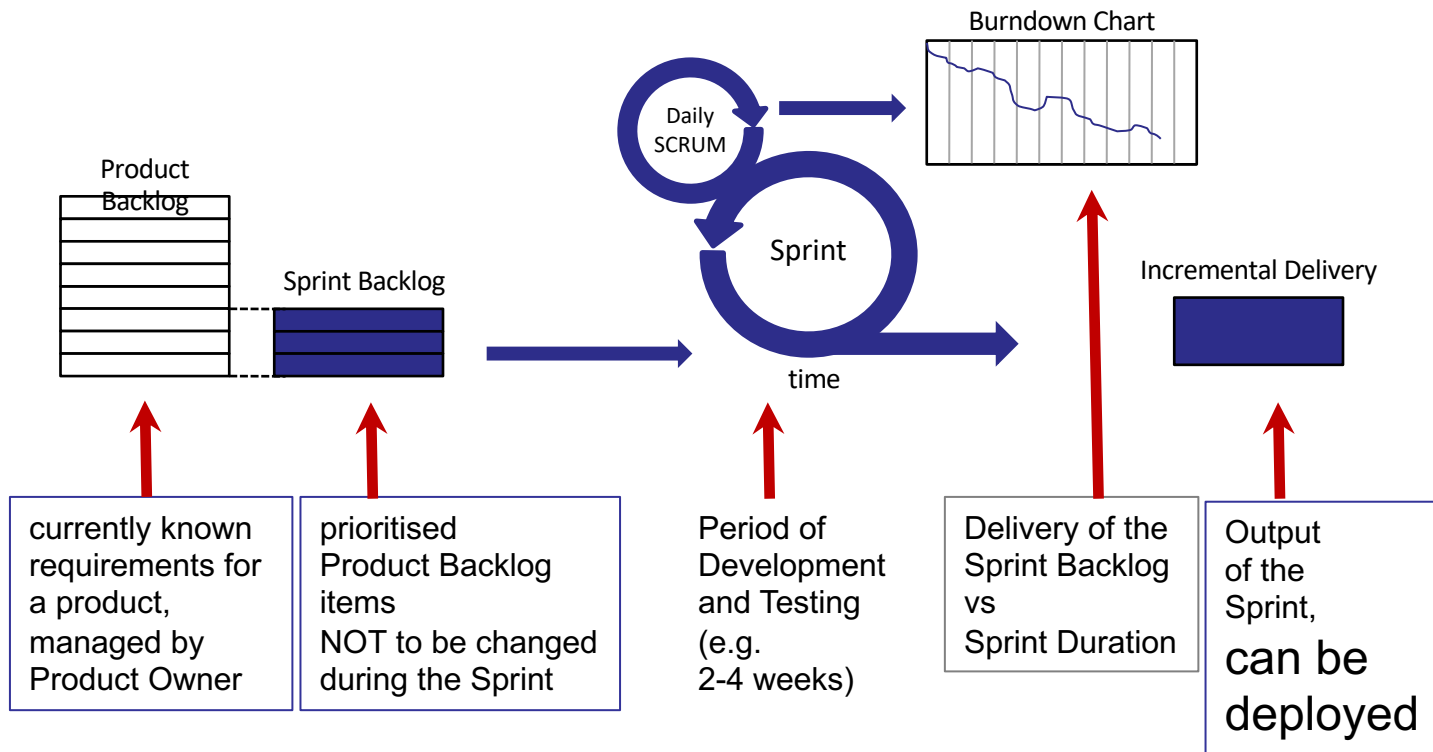 Burndown Chart
Daily
SCRUM
Product
Backlog
Sprint
Sprint Backlog
Incremental Delivery
time
currently known
requirements for
a product,
managed by
Product Owner
prioritised
Product Backlog
items
NOT to be changed
during the Sprint
Period of
Development
and Testing
(e.g.
2-4 weeks)
Delivery of the
Sprint Backlog
vs
Sprint Duration
Output
of the
Sprint,
can be
deployed